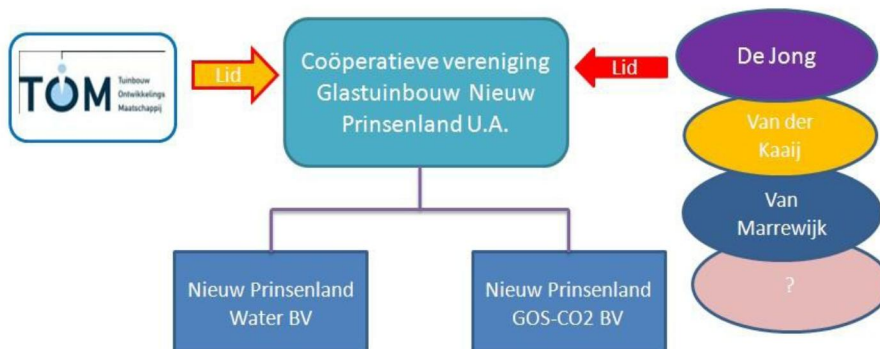 TOM
Tuinbouw
Ontwikkelings
Maatschappij
Lid
Coöperatieve vereniging
Glastuinbouw Nieuw
Prinsenland U.A.
Lid
De Jong
Van der
Kaaij
Van
Marrewijk
?
Nieuw Prinsenland
Water BV
Nieuw Prinsenland
GOS-CO2 BV